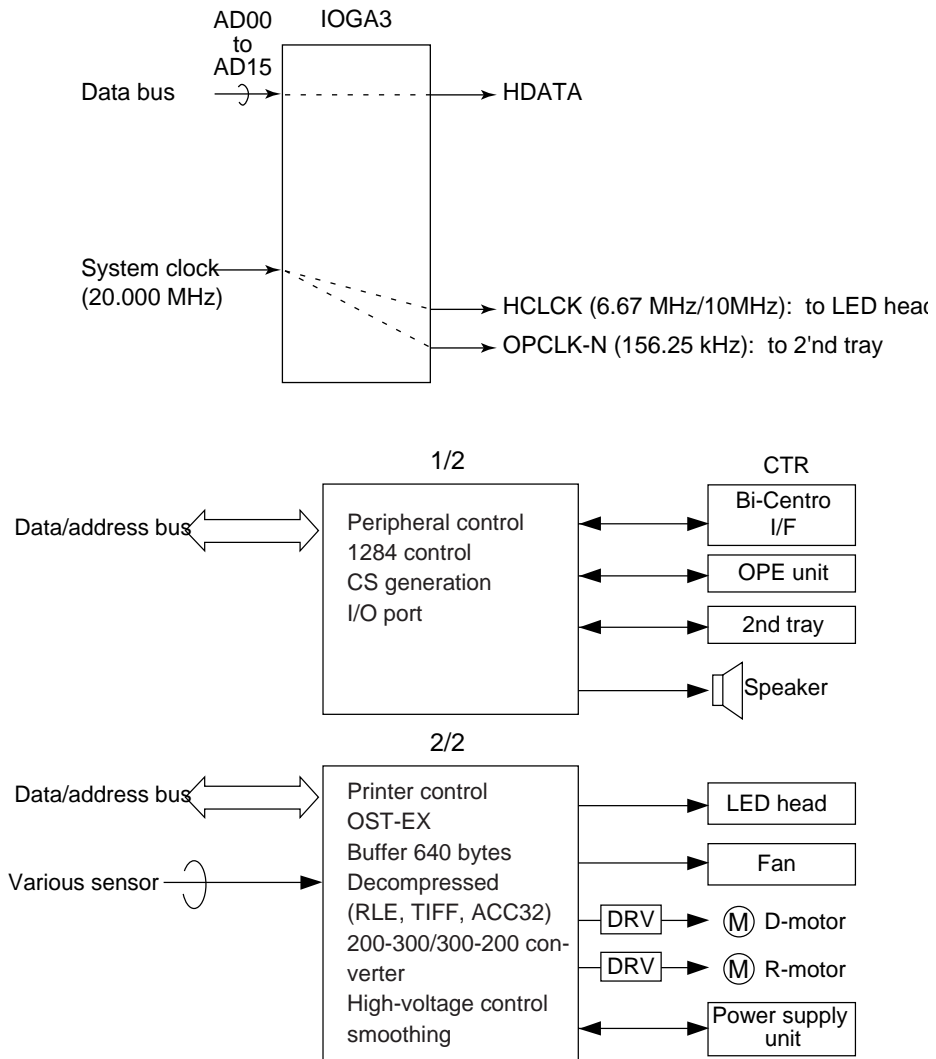 AD00
to
AD15
IOGA3
Data bus
HDATA
System clock
(20.000 MHz)
HCLCK (6.67 MHz/10MHz): to LED head
OPCLK-N (156.25 kHz): to 2'nd tray
1/2
CTR
Data/address bus
Peripheral control
1284 control
CS generation
I/O port
Bi-Centro
I/F
OPE unit
2nd tray
Speaker
2/2
Data/address bus
Various sensor
Printer control
OST-EX
Buffer 640 bytes
Decompressed
(RLE, TIFF, ACC32)
200-300/300-200 con-
verter
High-voltage control
smoothing
LED head
Fan
DRV
M
D-motor
DRV
M
R-motor
Power supply
unit